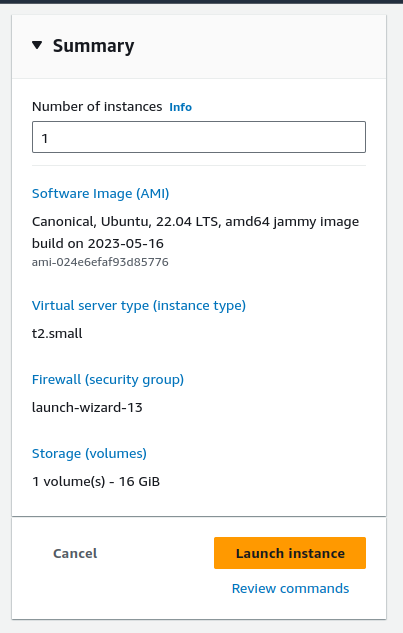 Summary
Number of instances Info
1
Software Image (AMI)
Canonical, Ubuntu, 22.04 LTS, amd64 jammy image
build on 2023-05-16
ami-024e6efaf93d85776
Virtual server type (instance type)
t2.small
Firewall (security group)
launch-wizard-13
Storage (volumes)
1 volume(s) - 16 GiB
Cancel
Launch instance
Review commands